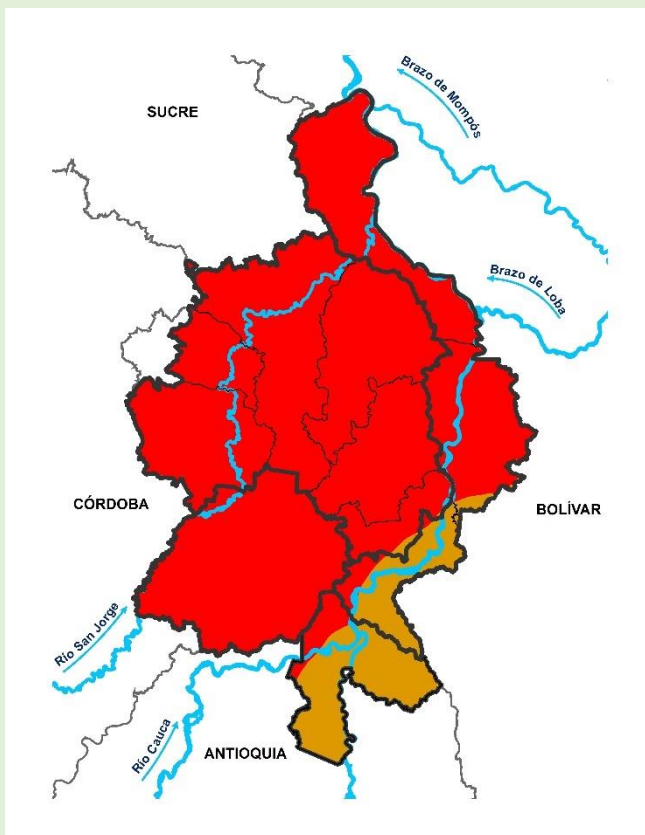 Brazo de Mompós
SUCRE
Brazo de Loba
CÓRDOBA
BOLÍVAR
Río San Jorge
Río Cauca
ANTIOQUIA